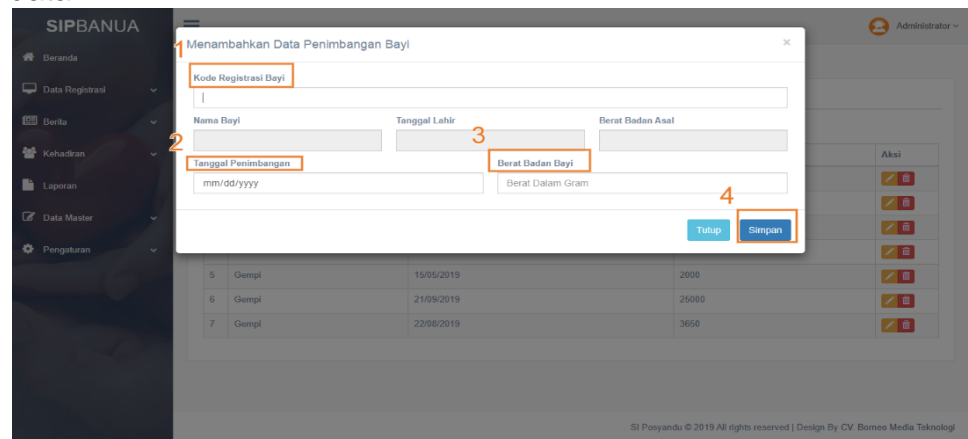 SIPBANUA
Administrator
1 Menambahkan Data Penimbangan Bayi ×
Beranda
Kode Registrasi Bayi
Data Registrasi
Berita
Nama Bayi Tanggal Lahir Berat Badan Asal
2 3
Kehadiran
Tanggal Penimbangan Berat Badan Bayi
Aksi
Laporan
mm/dd/yyyy Berat Dalam Gram
4
Data Master
Tutup Simpan
Pengaturan
5 Gempi 15/05/2019 2000
6 Gempi 21/09/2019 25000
7 Gempi 22/08/2019 3650
SI Posyandu © 2019 All rights reserved | Design By CV. Borneo Media Teknologi